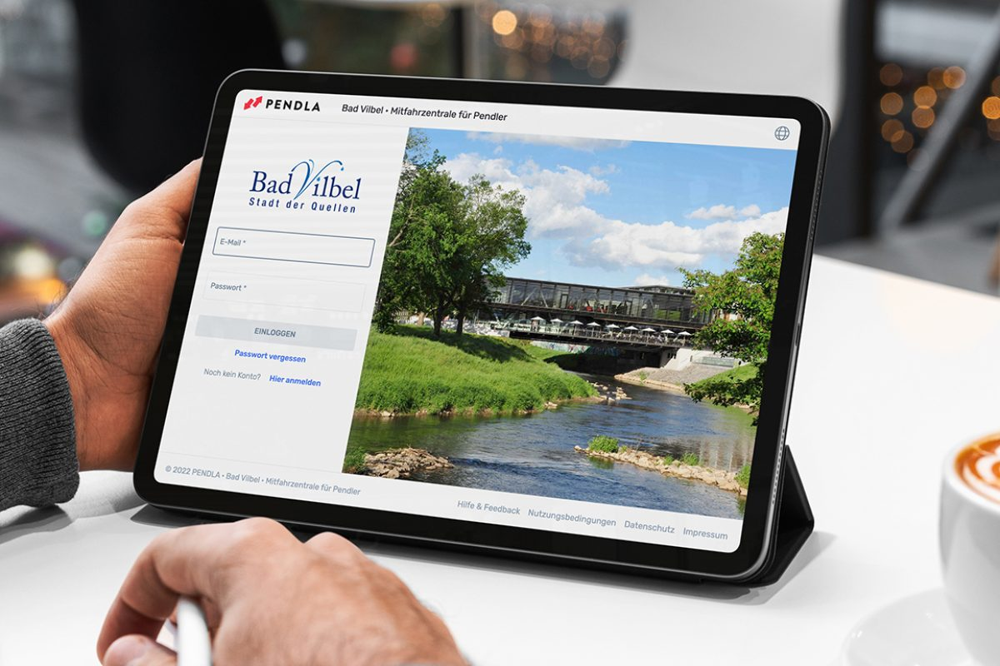 PENDLA
Bad Vilbel • Mitfahrzentrale für Pendler
Bad Vilbel
Stadt der Quellen
E-Mail *
Passwort *
EINLOGGEN
Passwort vergessen
Noch kein Konto? Hier anmelden
© 2022 PENDLA - Bad Vilbel • Mitfahrzentrale für Pendler
Hilfe & Feedback Nutzungsbedingungen Datenschutz Impressum